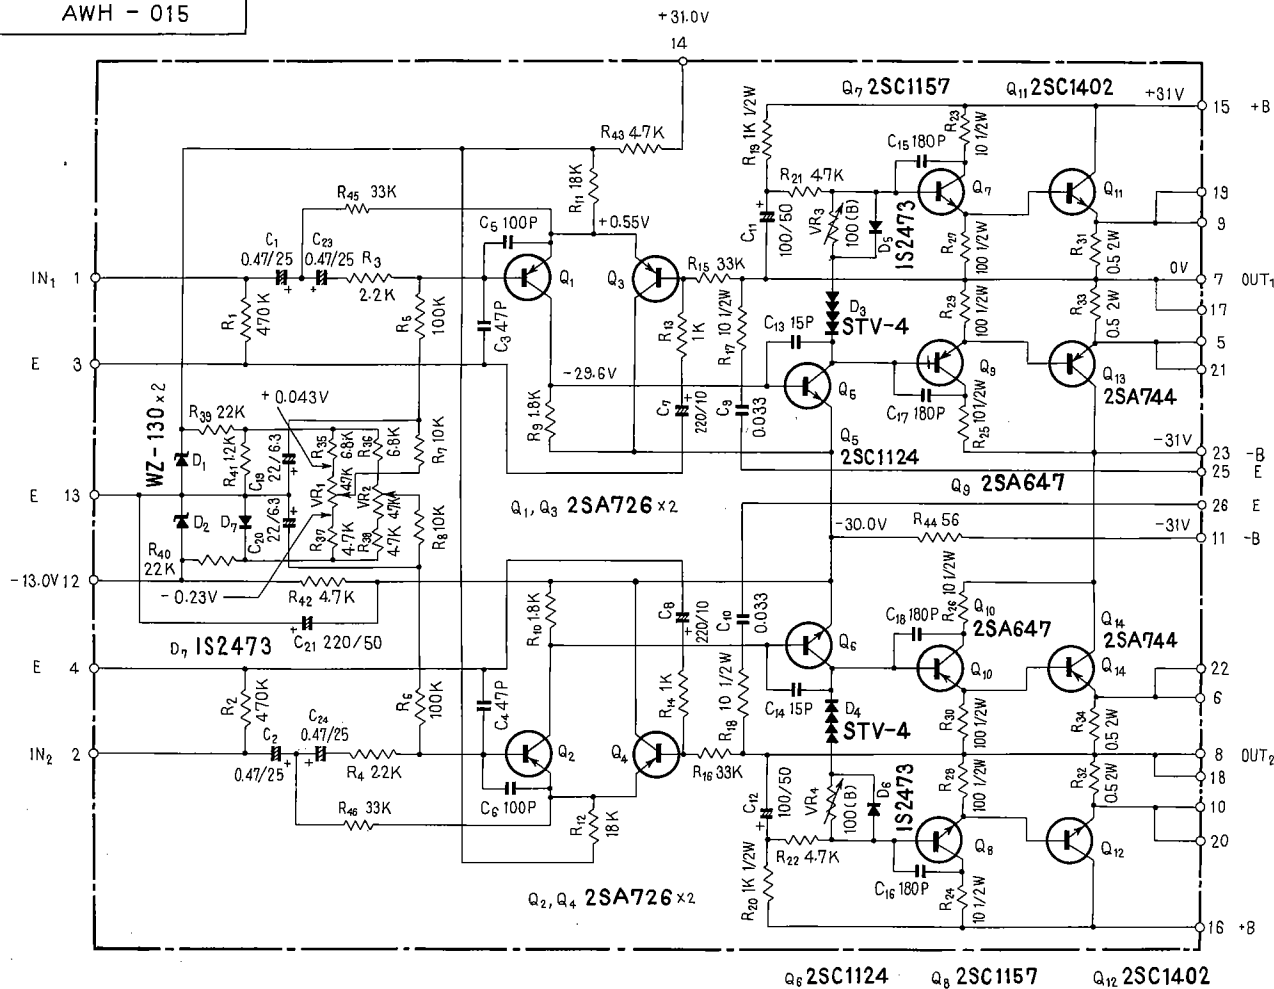 AWH - 015
+31.0V
14
Q7 2SC1157
Q11 2SC1402
+31V
15 +B
R43 4.7K
R19 1K 1/2W
C15 180P
R23
10 1/2W
R45 33K
R11 18K
R21 4.7K
Q7
Q11
19
C5 100P
+0.55V
C11
100/50
VR3
100(B)
D5
1S2473
9
C1
0.47/25
C23
0.47/25
R3
2.2K
R27
100 1/2W
R31
0.5 2W
0V
IN1 1
Q1
Q3
R15 33K
7 OUT1
R1
470K
R5
100K
C3 47P
R13
1K
R17
10 1/2W
C13 15P
D3
STV-4
R29
100 1/2W
R33
0.5 2W
17
5
E 3
-29.6V
Q5
Q9
Q13
2SA744
21
+0.043V
R39 22K
R9 1.8K
C7
220/10
C9
0.033
C17 180P
R25 10 1/2W
WZ-130 x2
D1
R41 1.2K
C19
22/6.3
R35
6.8K
R36
6.8K
R7 10K
Q5
2SC1124
-31V
23 -B
25 E
VR1
4.7K
VR2
4.7K
Q9 2SA647
E 13
Q1, Q3 2SA726 x2
26 E
D2
D7
C20
22/6.3
R37
4.7K
R38
4.7K
R8 10K
-30.0V
R44 56
-31V
11 -B
R40
22K
-13.0V 12
-0.23V
R42 4.7K
C21 220/50
R10 1.8K
C8
220/10
C10
0.033
C18 180P
R26 10 1/2W
Q10
2SA647
Q14
2SA744
D7 1S2473
E 4
Q6
Q10
Q14
22
R2
470K
R6
100K
C4 47P
R14 1K
R18
10 1/2W
C14 15P
D4
STV-4
6
C2
0.47/25
C24
0.47/25
R30
100 1/2W
R34
0.5 2W
IN2 2
R4 22K
Q2
Q4
R16 33K
8 OUT2
C6 100P
C12
100/50
VR4
100(B)
D6
1S2473
R28
100 1/2W
R32
0.5 2W
18
10
R46 33K
R12
18K
R22 4.7K
Q8
Q12
20
Q2, Q4 2SA726 x2
R20 1K 1/2W
C16 180P
R24
10 1/2W
16 +B
Q6 2SC1124
Q8 2SC1157
Q12 2SC1402